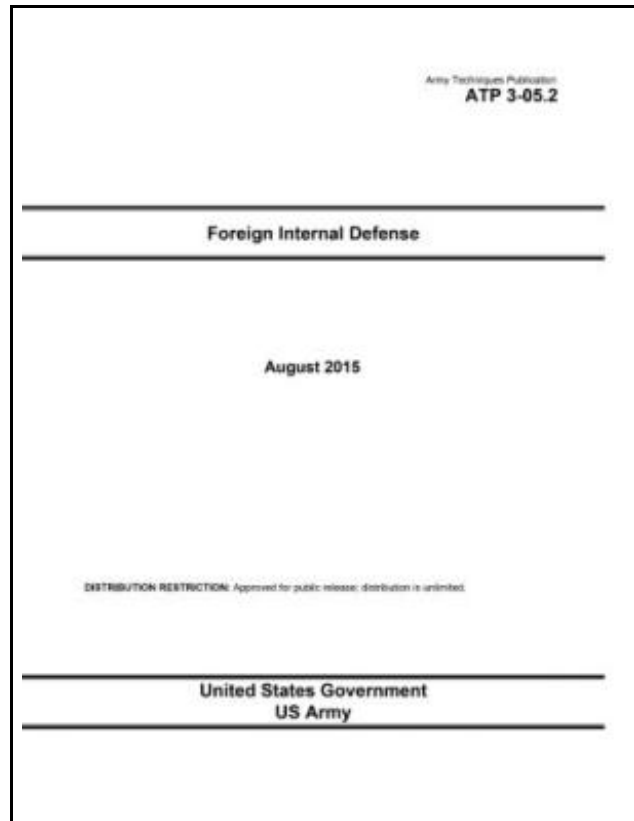 Army Techniques Publication
ATP 3-05.2
Foreign Internal Defense
August 2015
DISTRIBUTION RESTRICTION: Approved for public release; distribution is unlimited.
United States Government
US Army